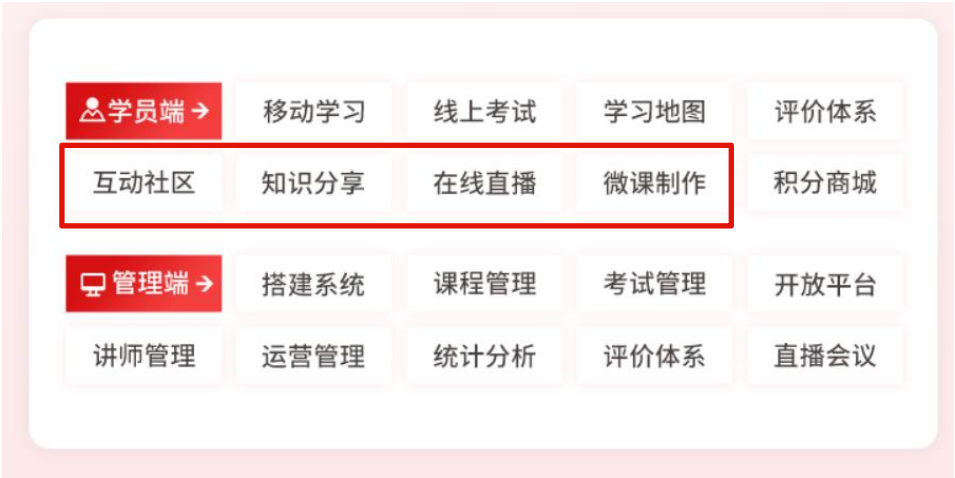 学员端 移动学习 线上考试 学习地图 评价体系
互动社区 知识分享 在线直播 微课制作 积分商城
管理端 搭建系统 课程管理 考试管理 开放平台
讲师管理 运营管理 统计分析 评价体系 直播会议